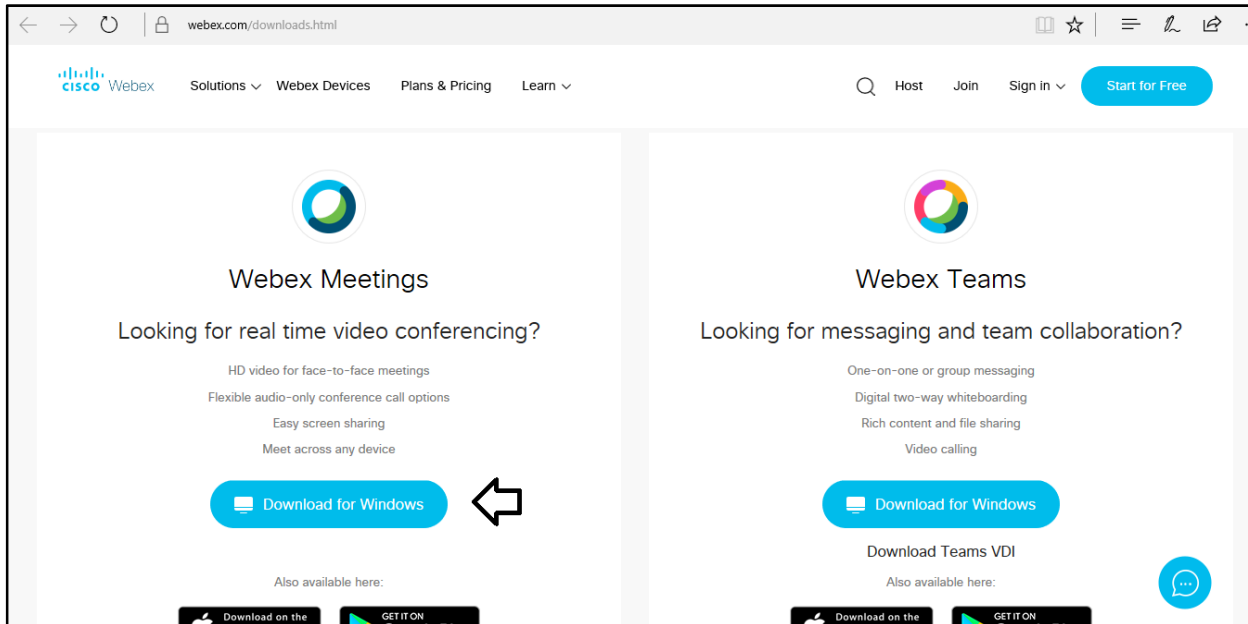 webex.com/downloads.html
CISCO Webex Solutions Webex Devices Plans & Pricing Learn Host Join Sign in Start for Free
Webex Meetings
Looking for real time video conferencing?
HD video for face-to-face meetings
Flexible audio-only conference call options
Easy screen sharing
Meet across any device
Download for Windows
Also available here:
Download on the
GET IT ON
Webex Teams
Looking for messaging and team collaboration?
One-on-one or group messaging
Digital two-way whiteboarding
Rich content and file sharing
Video calling
Download for Windows
Download Teams VDI
Also available here:
Download on the
GET IT ON